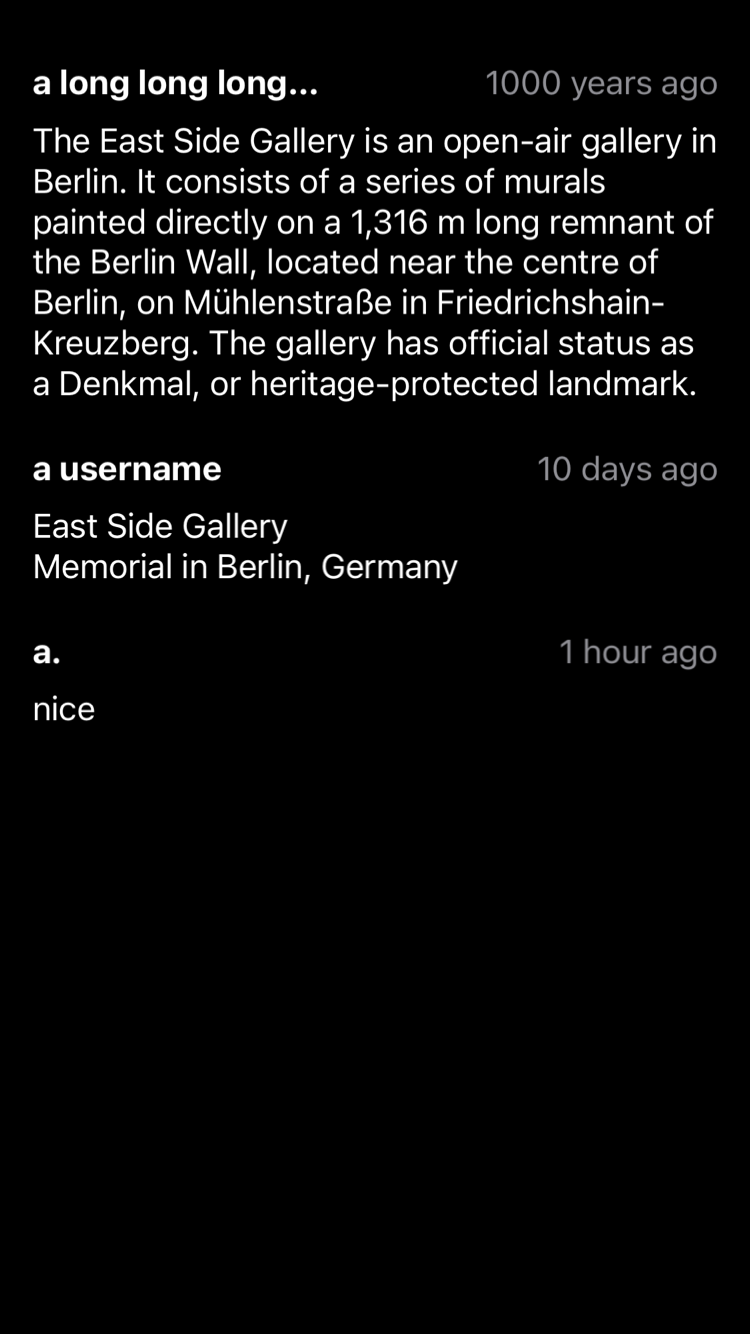 a long long long... 1000 years ago
The East Side Gallery is an open-air gallery in
Berlin. It consists of a series of murals
painted directly on a 1,316 m long remnant of
the Berlin Wall, located near the centre of
Berlin, on Mühlenstraße in Friedrichshain-
Kreuzberg. The gallery has official status as
a Denkmal, or heritage-protected landmark.
a username 10 days ago
East Side Gallery
Memorial in Berlin, Germany
a. 1 hour ago
nice